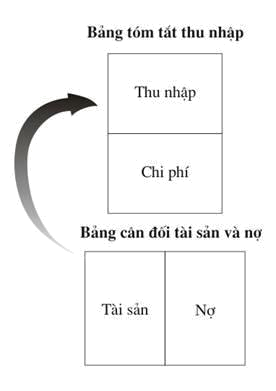 Bảng tóm tắt thu nhập
Thu nhập
Chi phí
Bảng cân đối tài sản và nợ
Tài sản
Nợ